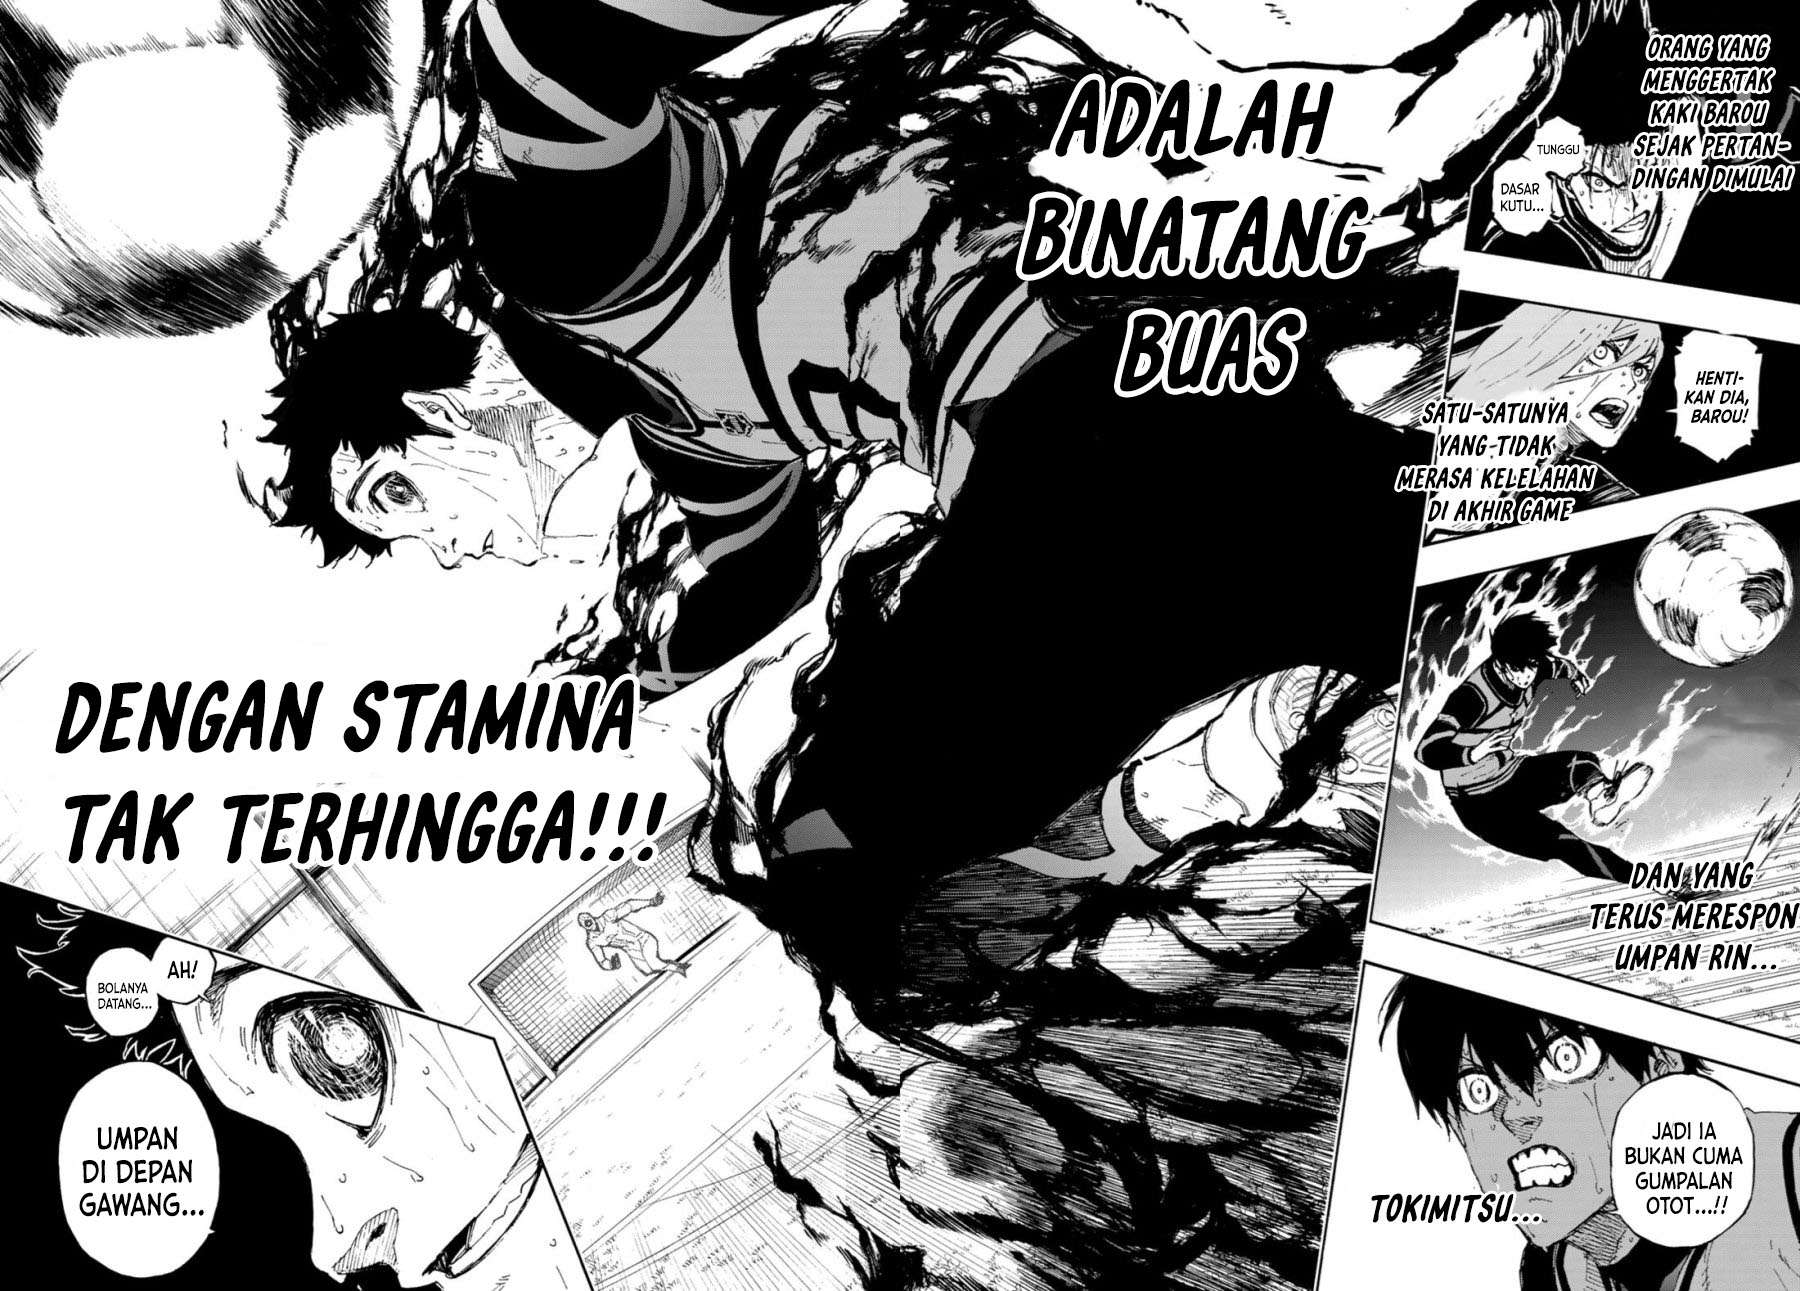 ORANG YANG
MENGGERTAK
KAKI BAROU
SEJAK PERTAN-
DINGAN DIMULAI
TUNGGU
DASAR
KUTU...
HENTI-
KAN DIA,
BAROU!
SATU-SATUNYA
YANG TIDAK
MERASA KELELAHAN
DI AKHIR GAME
DAN YANG
TERUS MERESPON
UMPAN RIN...
JADI IA
BUKAN CUMA
GUMPALAN
OTOT...!!
TOKIMITSU...
ADALAH
BINATANG
BUAS
DENGAN STAMINA
TAK TERHINGGA!!!
AH!
BOLANYA
DATANG...
UMPAN
DI DEPAN
GAWANG...